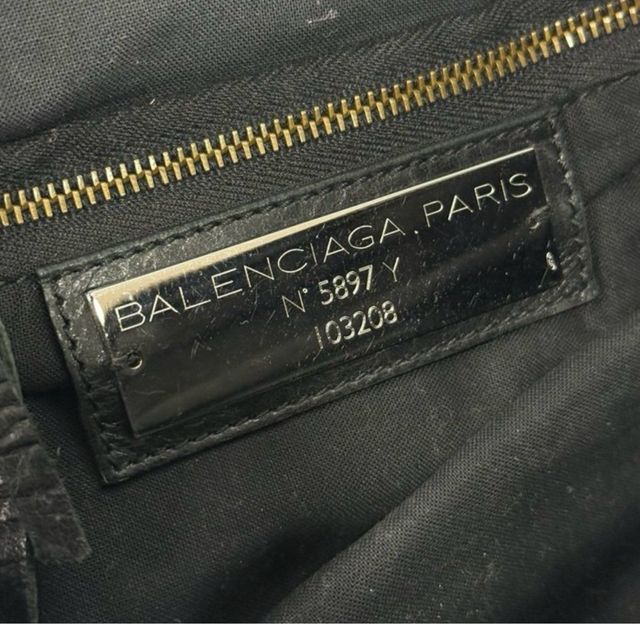 BALENCIAGA.PARIS
N° 5897 Y
103208